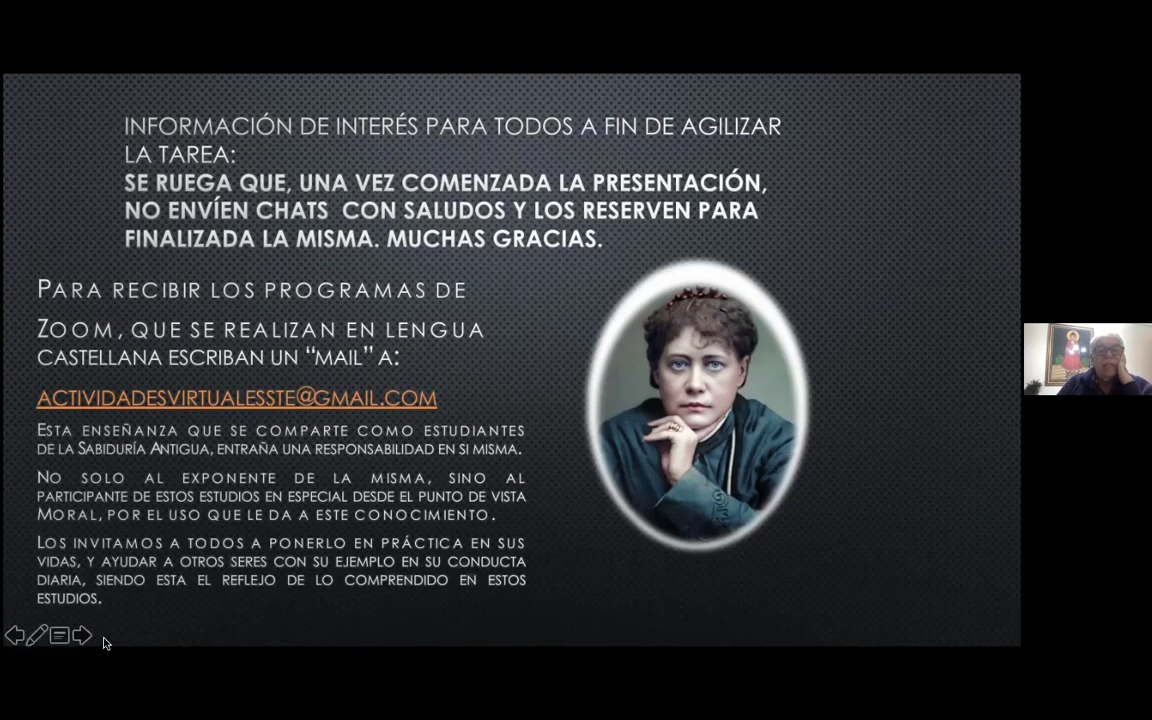 INFORMACIÓN DE INTERÉS PARA TODOS A FIN DE AGILIZAR
LA TAREA:
SE RUEGA QUE, UNA VEZ COMENZADA LA PRESENTACIÓN,
NO ENVÍEN CHATS CON SALUDOS Y LOS RESERVEN PARA
FINALIZADA LA MISMA. MUCHAS GRACIAS.
PARA RECIBIR LOS PROGRAMAS DE
ZOOM, QUE SE REALIZAN EN LENGUA
CASTELLANA ESCRIBAN UN “MAIL” A:
ACTIVIDADESVIRTUALESSTE@GMAIL.COM
ESTA ENSEÑANZA QUE SE COMPARTE COMO ESTUDIANTES
DE LA SABIDURÍA ANTIGUA, ENTRAÑA UNA RESPONSABILIDAD EN SI MISMA.
NO SOLO AL EXPONENTE DE LA MISMA, SINO AL
PARTICIPANTE DE ESTOS ESTUDIOS EN ESPECIAL DESDE EL PUNTO DE VISTA
MORAL, POR EL USO QUE LE DA A ESTE CONOCIMIENTO.
LOS INVITAMOS A TODOS A PONERLO EN PRÁCTICA EN SUS
VIDAS, Y AYUDAR A OTROS SERES CON SU EJEMPLO EN SU CONDUCTA
DIARIA, SIENDO ESTA EL REFLEJO DE LO COMPRENDIDO EN ESTOS
ESTUDIOS.